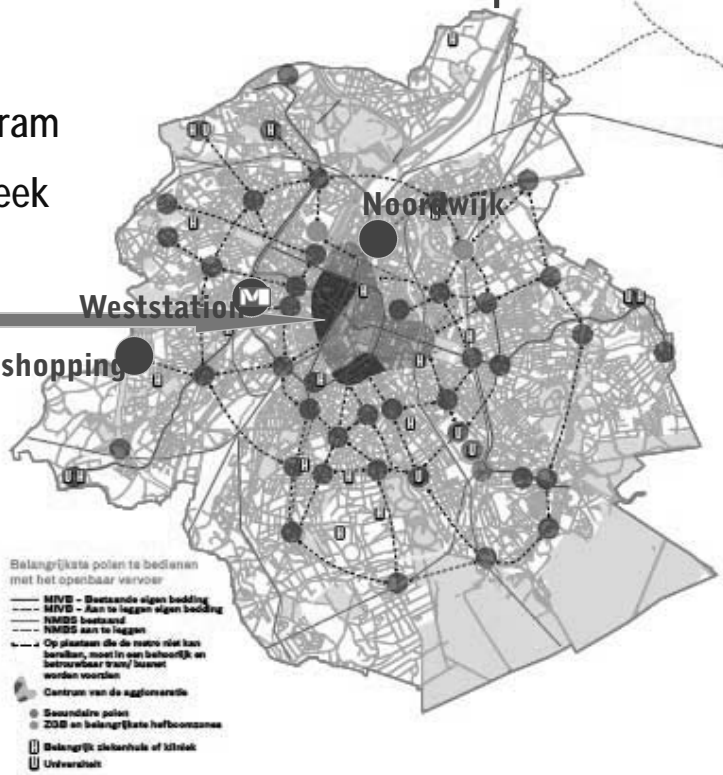 ram
eek
Noordwijk
M
Weststation
shopping
Belangrijkste polen te bedienen
met het openbaar vervoer
MIVB - Bestaande eigen bedding
MIVB - Aan te leggen eigen bedding
NMBS bestaand
NMBS aan te leggen
Op plaatsen die de metro niet kan
bereiken, moet in een behoorlijk en
betrouwbaar tram/ busnet
worden voorzien
Centrum van de agglomeratie
Secundaire polen
ZGB en belangrijkste hefboomzones
H Belangrijk ziekenhuis of kliniek
U Universiteit